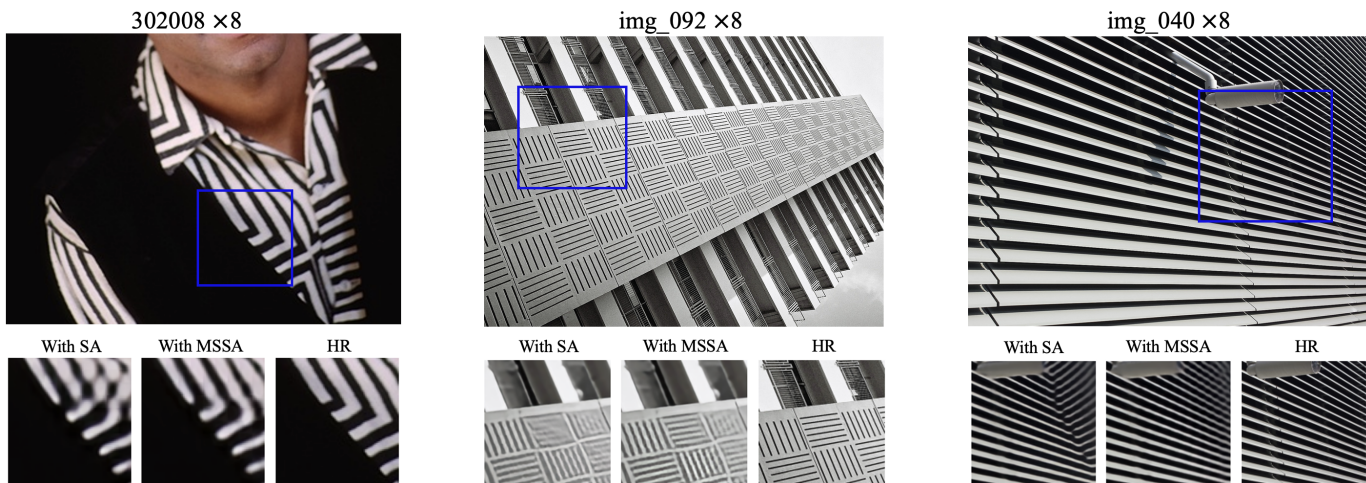 302008 ×8
img_092 ×8
img_040 ×8
With SA
With MSSA
HR
With SA
With MSSA
HR
With SA
With MSSA
HR